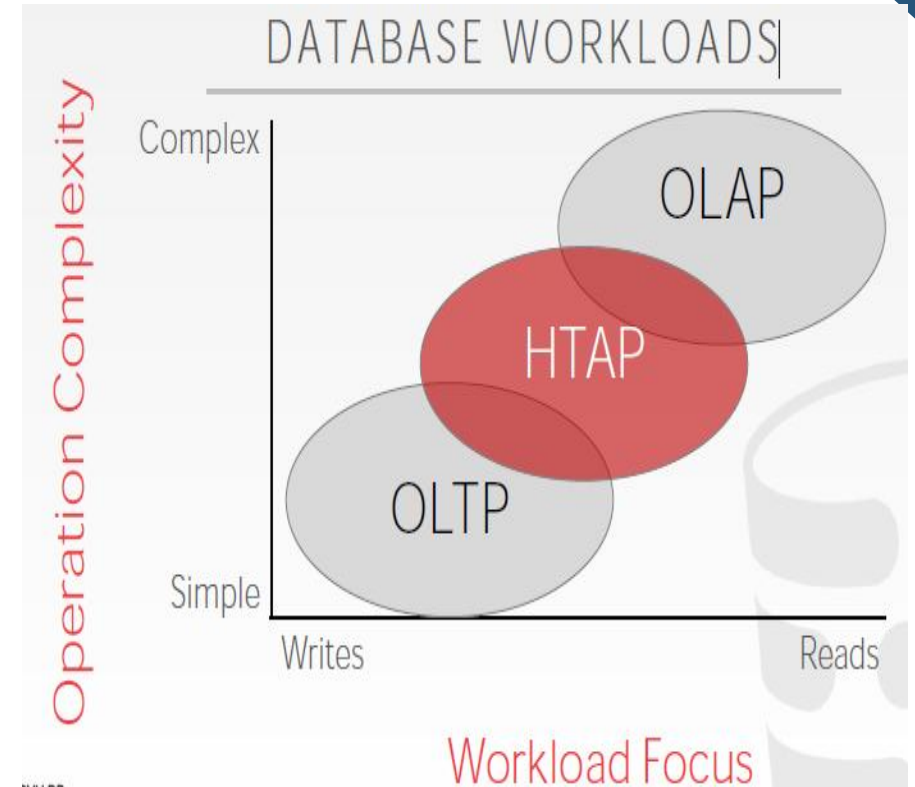 DATABASE WORKLOADS
Operation Complexity
Complex
OLAP
HTAP
OLTP
Simple
Writes
Reads
Workload Focus